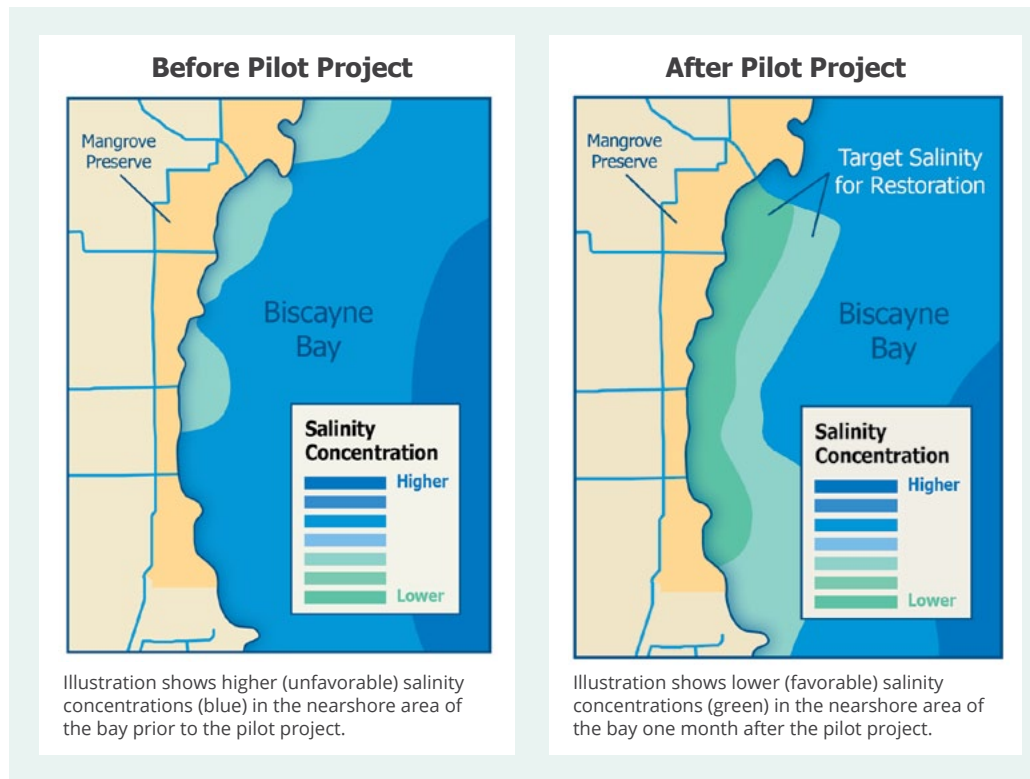 Before Pilot Project
Mangrove
Preserve
Biscayne
Bay
Salinity
Concentration
Higher
Lower
Illustration shows higher (unfavorable) salinity
concentrations (blue) in the nearshore area of
the bay prior to the pilot project.
After Pilot Project
Mangrove
Preserve
Target Salinity
for Restoration
Biscayne
Bay
Salinity
Concentration
Higher
Lower
Illustration shows lower (favorable) salinity
concentrations (green) in the nearshore area of
the bay one month after the pilot project.